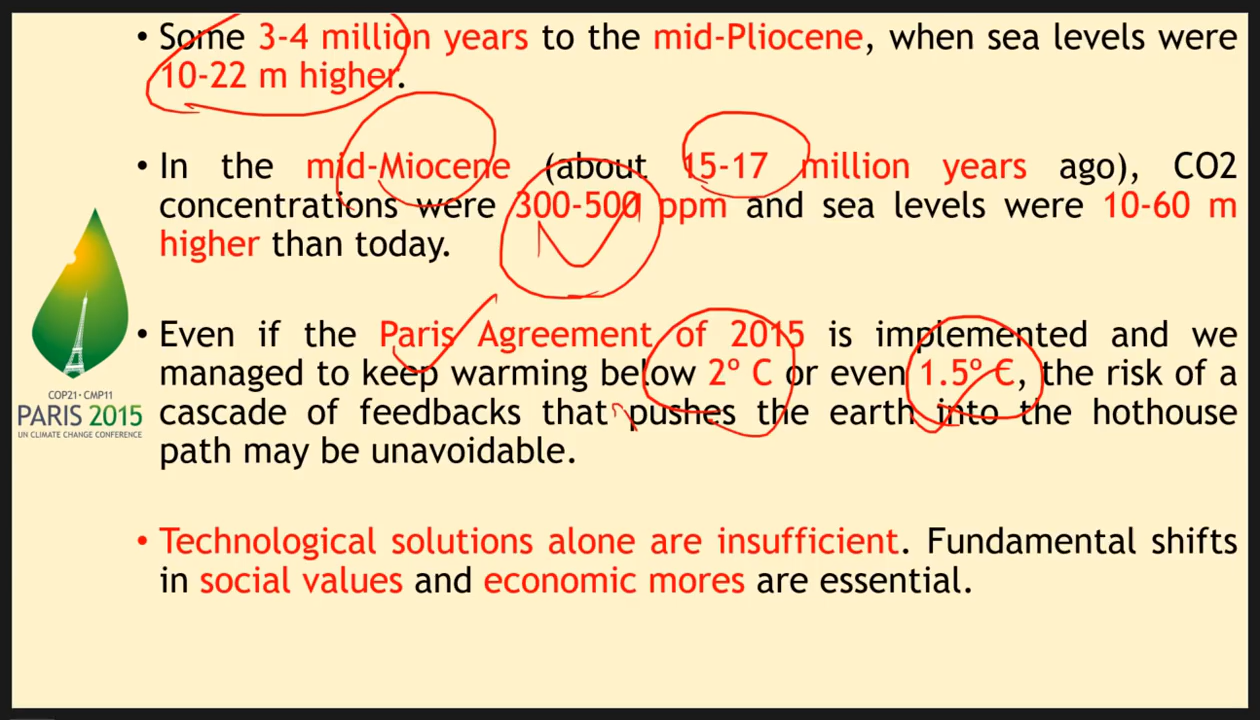 • Some 3-4 million years to the mid-Pliocene, when sea levels were
10-22 m higher.
• In the mid-Miocene (about 15-17 million years ago), CO2
concentrations were 300-500 ppm and sea levels were 10-60 m
higher than today.
• Even if the Paris Agreement of 2015 is implemented and we
managed to keep warming below 2º C or even 1.5º C, the risk of a
cascade of feedbacks that pushes the earth into the hothouse
path may be unavoidable.
COP21·CMP11
PARIS 2015
UN CLIMATE CHANGE CONFERENCE
• Technological solutions alone are insufficient. Fundamental shifts
in social values and economic mores are essential.